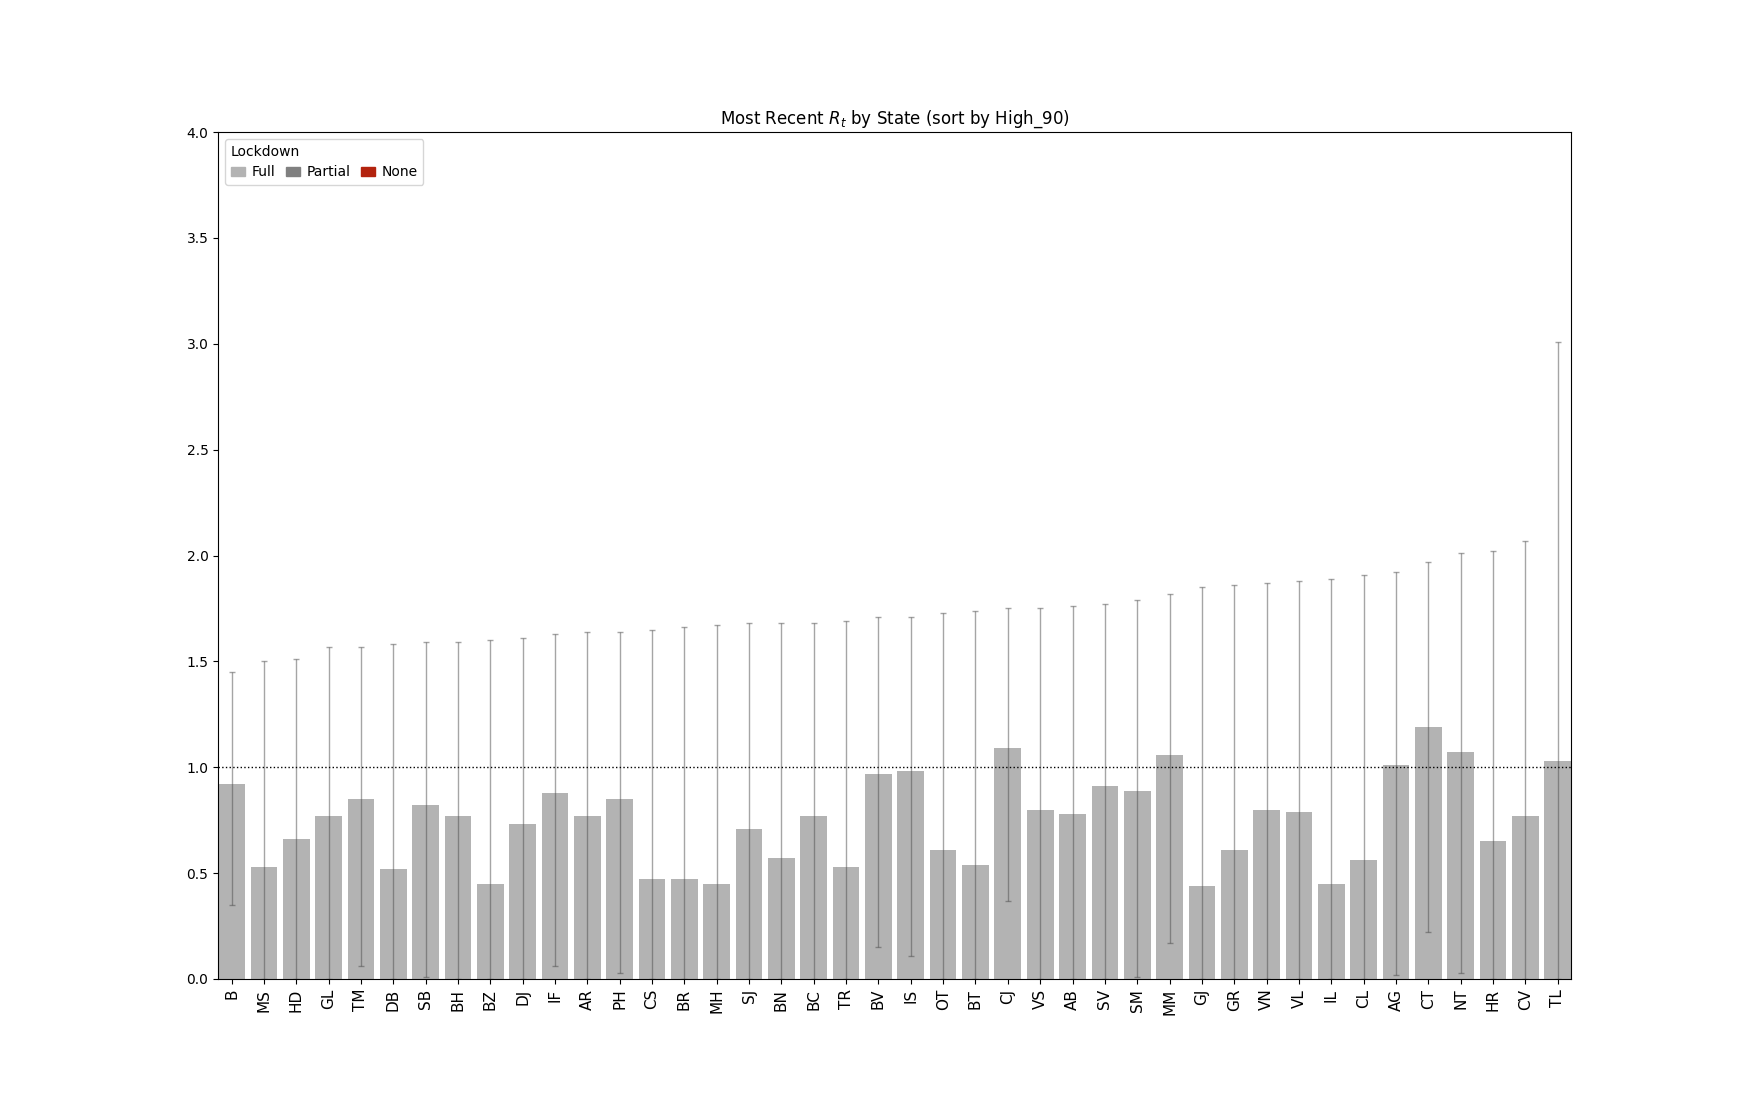 Most Recent R_t by State (sort by High_90)
4.0
Lockdown
Full Partial None
3.5
3.0
2.5
2.0
1.5
1.0
0.5
0.0
B MS HD GL TM DB SB BH BZ DJ IF AR PH CS BR MH SJ BN BC TR BV IS OT BT CJ VS AB SV SM MM GJ GR VN VL IL CL AG CT NT HR CV TL